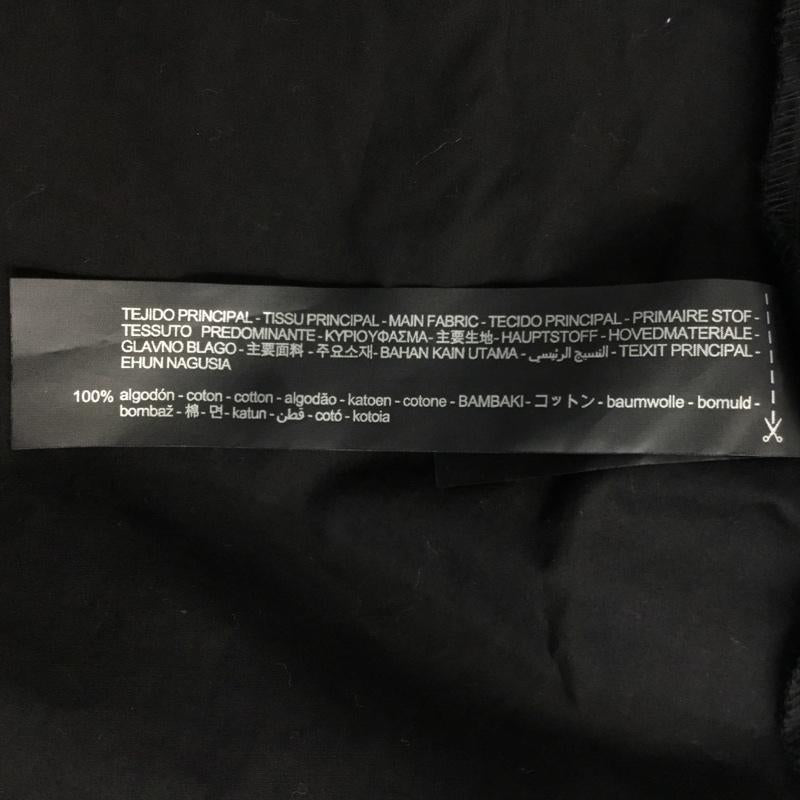 TEJIDO PRINCIPAL - TISSU PRINCIPAL - MAIN FABRIC - TECIDO PRINCIPAL - PRIMAIRE STOF -
TESSUTO PREDOMINANTE - ΚΥΡΙΟΥΦΑΣΜΑ - 主要生地 - HAUPTSTOFF - HOVEDMATERIALE -
GLAVNO BLAGO - 主要面料 - 주요소재 - BAHAN KAIN UTAMA - النسيج الرئيسي - TEIXIT PRINCIPAL -
EHUN NAGUSIA
100% algodón - coton - cotton - algodão - katoen - cotone - BAMBAKI - コットン - baumwolle - bomuld -
bombaž - 棉 - 면 - katun - قطن - cotó - kotoia